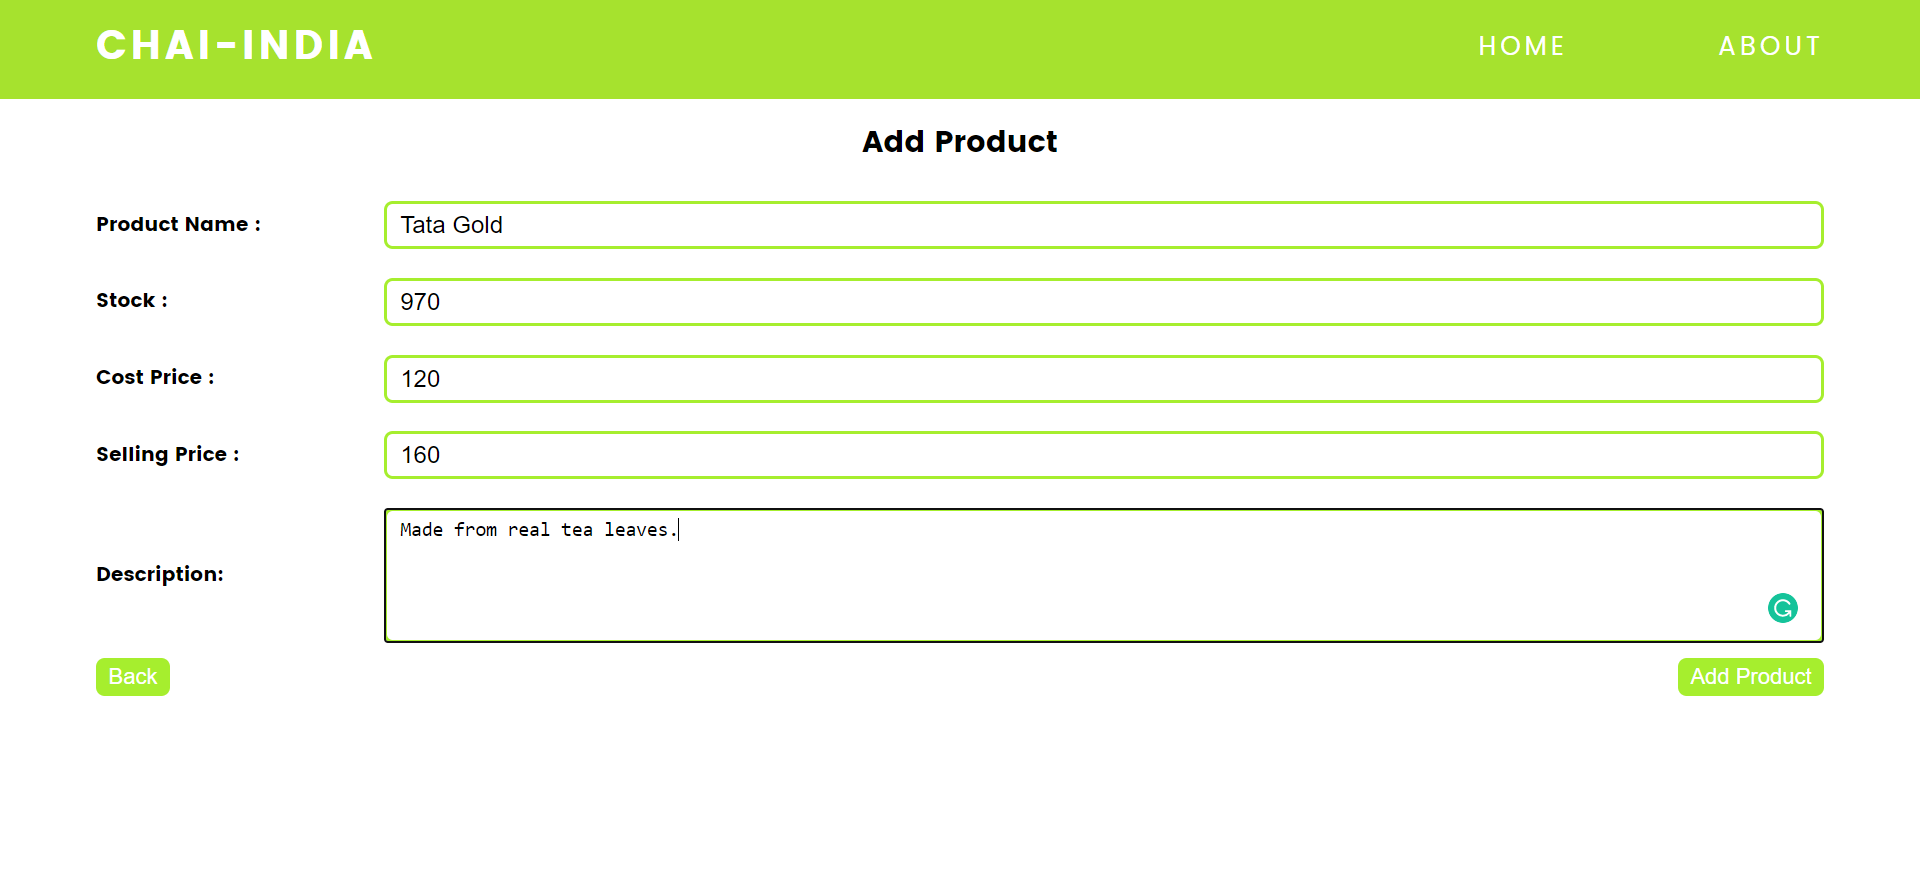 CHAI-INDIA HOME ABOUT
Add Product
Product Name : Tata Gold
Stock : 970
Cost Price : 120
Selling Price : 160
Made from real tea leaves.
Description:
Back Add Product